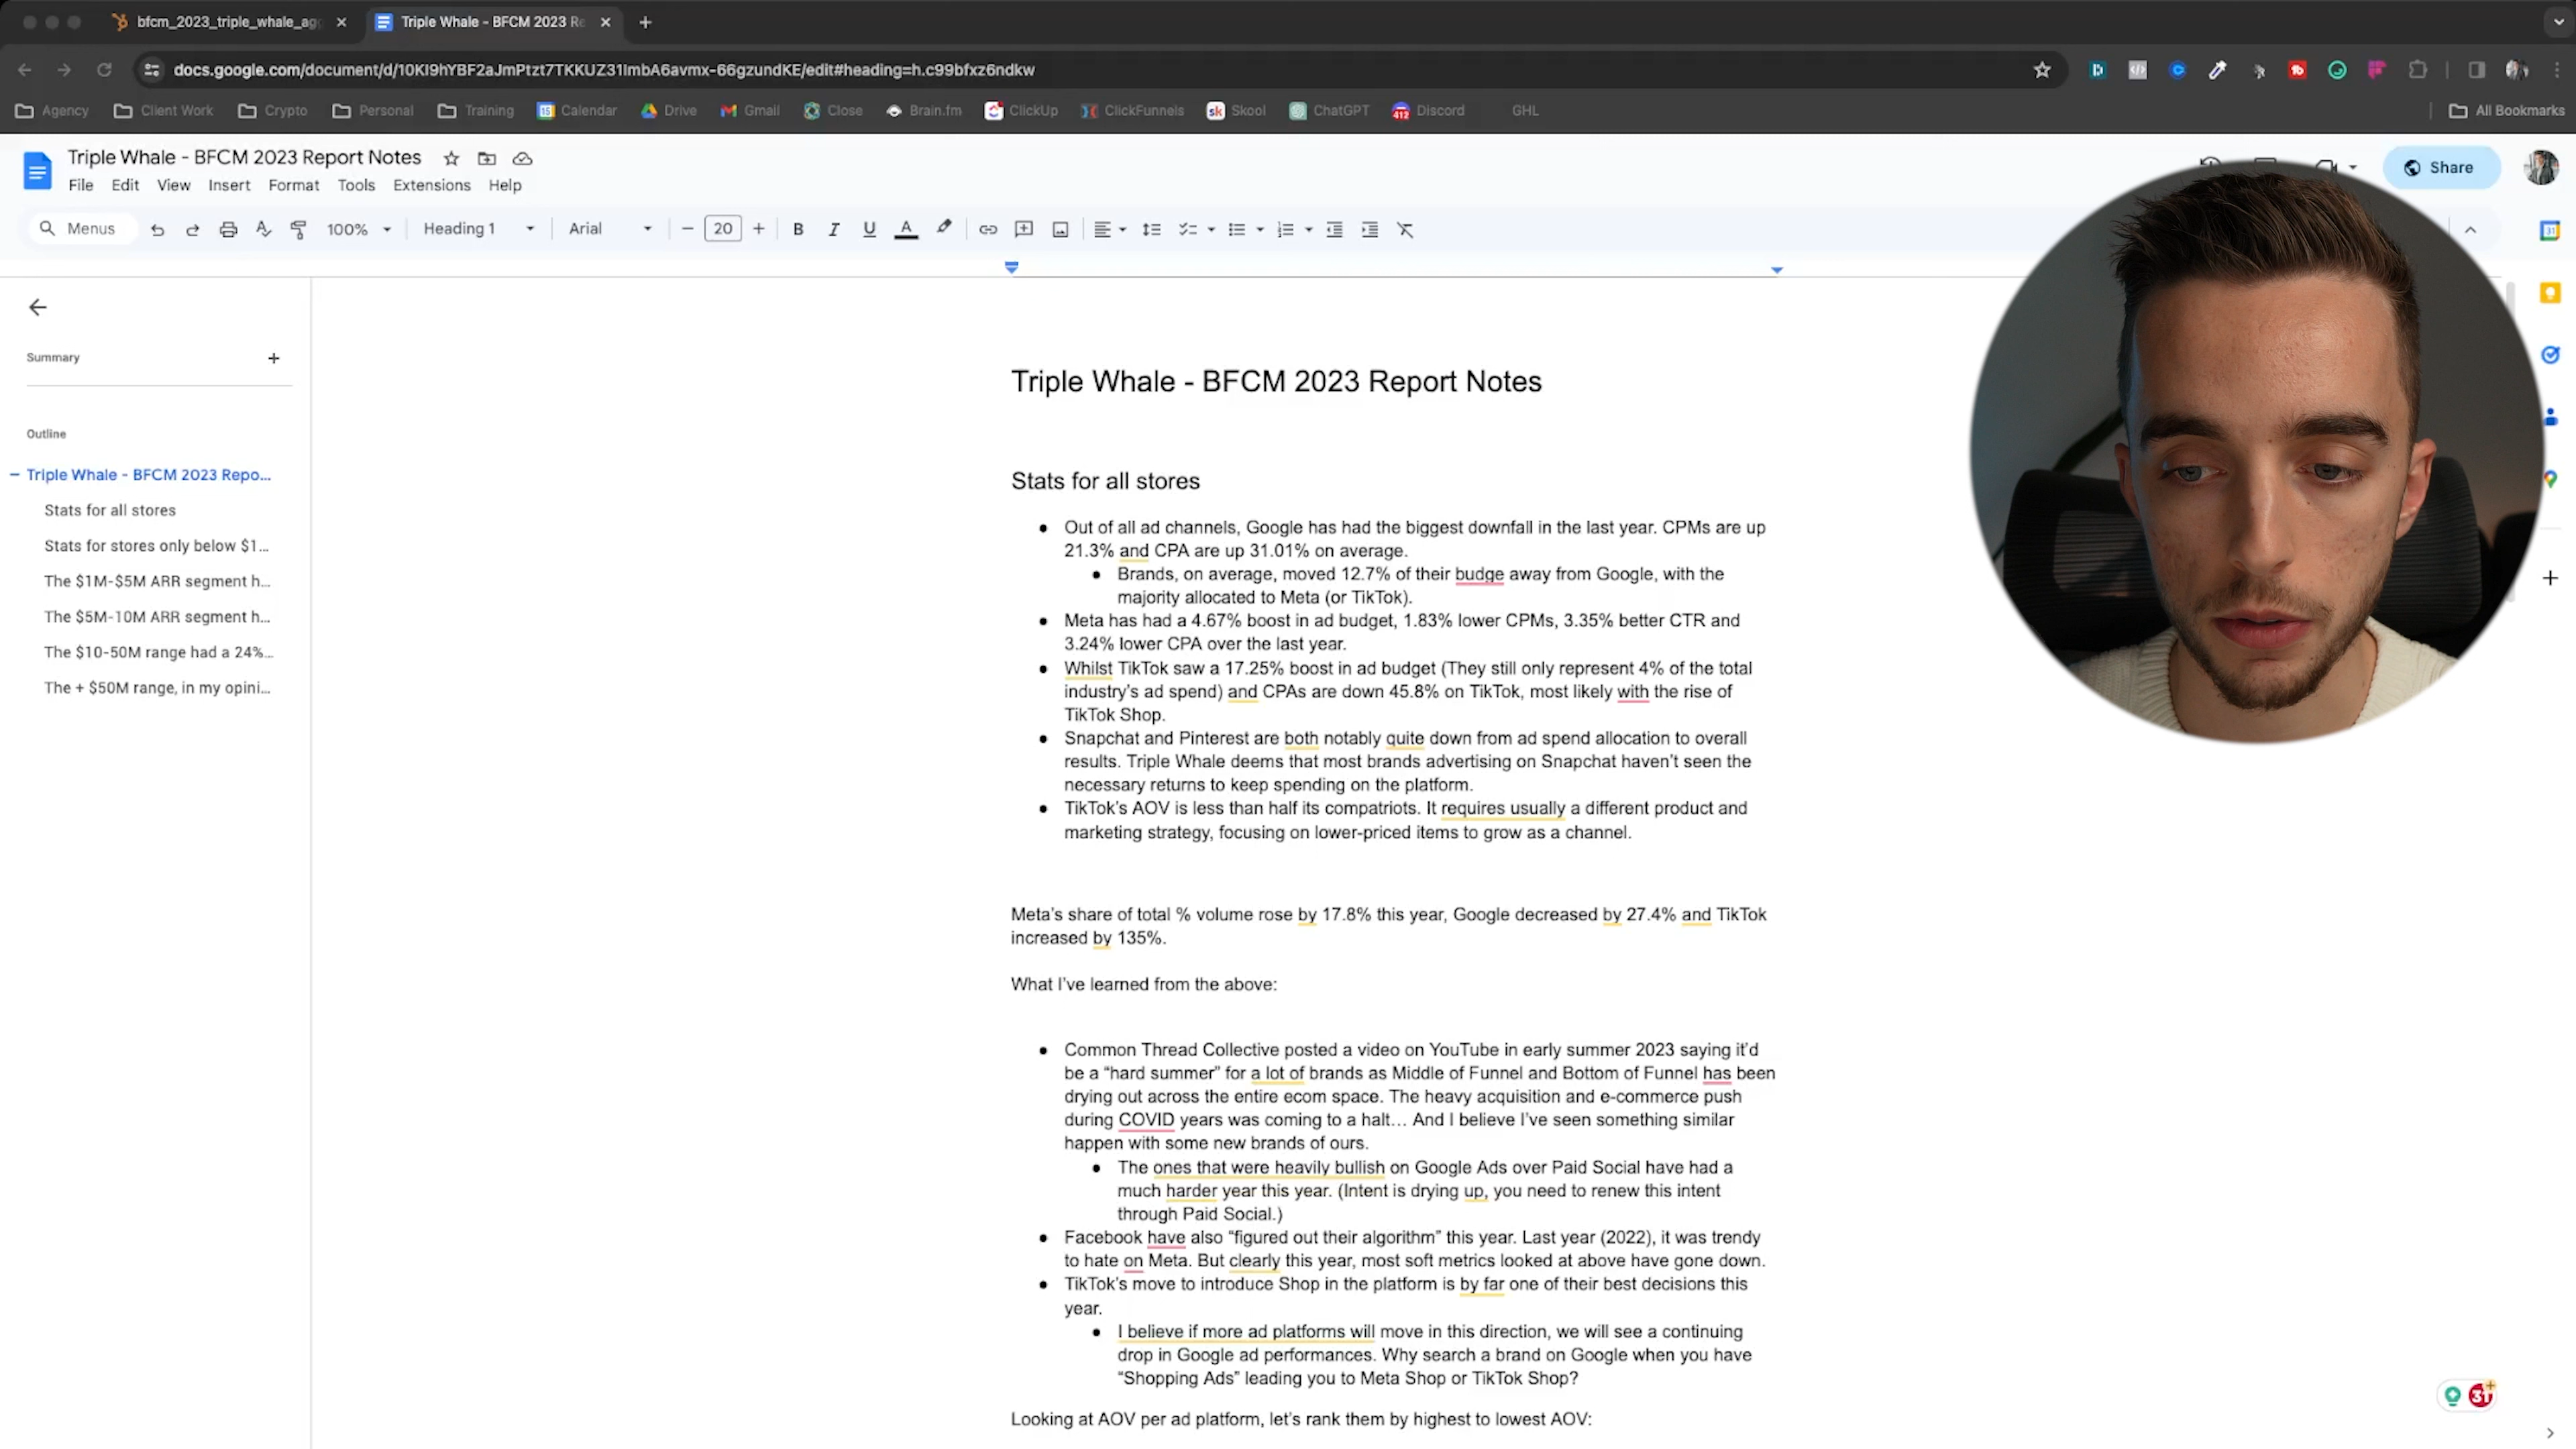 bfcm_2023_triple_whale_agg
Triple Whale - BFCM 2023 Re
docs.google.com/document/d/10KI9hYBF2aJmPtzt7TKKUZ31ImbA6avmx-66gzundKE/edit#heading=h.c99bfxz6ndkw
Agency
Client Work
Crypto
Personal
Training
Calendar
Drive
Gmail
Close
Brain.fm
ClickUp
ClickFunnels
Skool
ChatGPT
Discord
GHL
All Bookmarks
Triple Whale - BFCM 2023 Report Notes
Share
File Edit View Insert Format Tools Extensions Help
Menus 100% Heading 1 Arial 20
Summary
Outline
Triple Whale - BFCM 2023 Repo...
Stats for all stores
Stats for stores only below $1...
The $1M-$5M ARR segment h...
The $5M-10M ARR segment h...
The $10-50M range had a 24%...
The + $50M range, in my opini...
Triple Whale - BFCM 2023 Report Notes
Stats for all stores
● Out of all ad channels, Google has had the biggest downfall in the last year. CPMs are up
21.3% and CPA are up 31.01% on average.
● Brands, on average, moved 12.7% of their budge away from Google, with the
majority allocated to Meta (or TikTok).
● Meta has had a 4.67% boost in ad budget, 1.83% lower CPMs, 3.35% better CTR and
3.24% lower CPA over the last year.
● Whilst TikTok saw a 17.25% boost in ad budget (They still only represent 4% of the total
industry's ad spend) and CPAs are down 45.8% on TikTok, most likely with the rise of
TikTok Shop.
● Snapchat and Pinterest are both notably quite down from ad spend allocation to overall
results. Triple Whale deems that most brands advertising on Snapchat haven't seen the
necessary returns to keep spending on the platform.
● TikTok's AOV is less than half its compatriots. It requires usually a different product and
marketing strategy, focusing on lower-priced items to grow as a channel.
Meta's share of total % volume rose by 17.8% this year, Google decreased by 27.4% and TikTok
increased by 135%.
What I've learned from the above:
● Common Thread Collective posted a video on YouTube in early summer 2023 saying it'd
be a “hard summer” for a lot of brands as Middle of Funnel and Bottom of Funnel has been
drying out across the entire ecom space. The heavy acquisition and e-commerce push
during COVID years was coming to a halt… And I believe I've seen something similar
happen with some new brands of ours.
● The ones that were heavily bullish on Google Ads over Paid Social have had a
much harder year this year. (Intent is drying up, you need to renew this intent
through Paid Social.)
● Facebook have also “figured out their algorithm” this year. Last year (2022), it was trendy
to hate on Meta. But clearly this year, most soft metrics looked at above have gone down.
● TikTok's move to introduce Shop in the platform is by far one of their best decisions this
year.
● I believe if more ad platforms will move in this direction, we will see a continuing
drop in Google ad performances. Why search a brand on Google when you have
“Shopping Ads” leading you to Meta Shop or TikTok Shop?
Looking at AOV per ad platform, let's rank them by highest to lowest AOV: